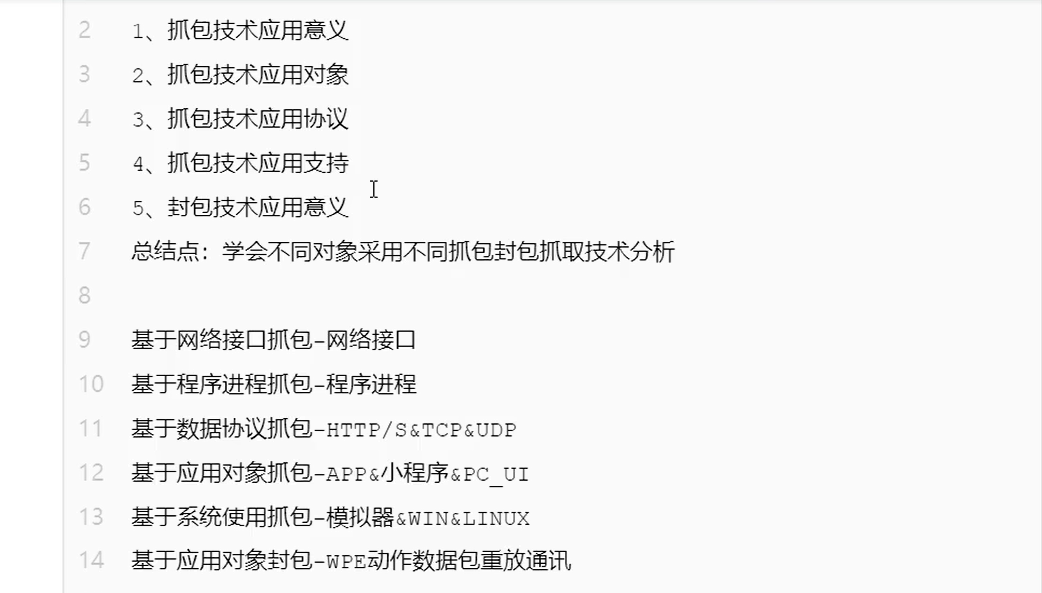 2 1、抓包技术应用意义
3 2、抓包技术应用对象
4 3、抓包技术应用协议
5 4、抓包技术应用支持
6 5、封包技术应用意义
7 总结点：学会不同对象采用不同抓包封包抓取技术分析
8
9 基于网络接口抓包-网络接口
10 基于程序进程抓包-程序进程
11 基于数据协议抓包-HTTP/S&TCP&UDP
12 基于应用对象抓包-APP&小程序&PC_UI
13 基于系统使用抓包-模拟器&WIN&LINUX
14 基于应用对象封包-WPE动作数据包重放通讯